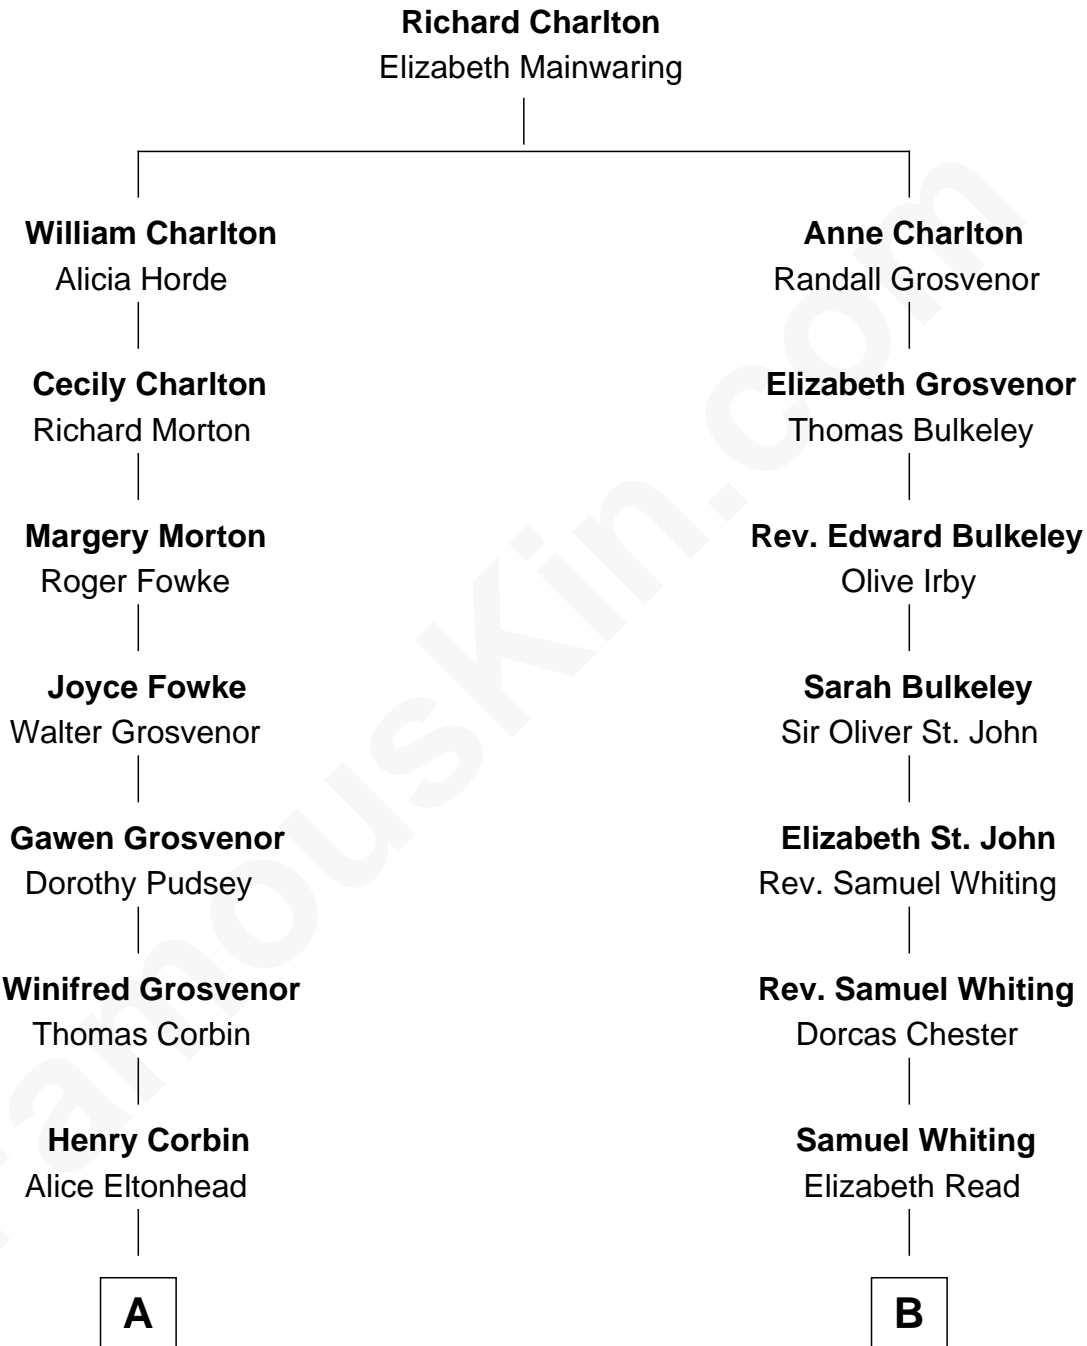 Richard Charlton
Elizabeth Mainwaring
William Charlton
Alicia Horde
Cecily Charlton
Richard Morton
Margery Morton
Roger Fowke
Joyce Fowke
Walter Grosvenor
Gawen Grosvenor
Dorothy Pudsey
Winifred Grosvenor
Thomas Corbin
Henry Corbin
Alice Eltonhead
A
Anne Charlton
Randall Grosvenor
Elizabeth Grosvenor
Thomas Bulkeley
Rev. Edward Bulkeley
Olive Irby
Sarah Bulkeley
Sir Oliver St. John
Elizabeth St. John
Rev. Samuel Whiting
Rev. Samuel Whiting
Dorcas Chester
Samuel Whiting
Elizabeth Read
B
FamousKin.com